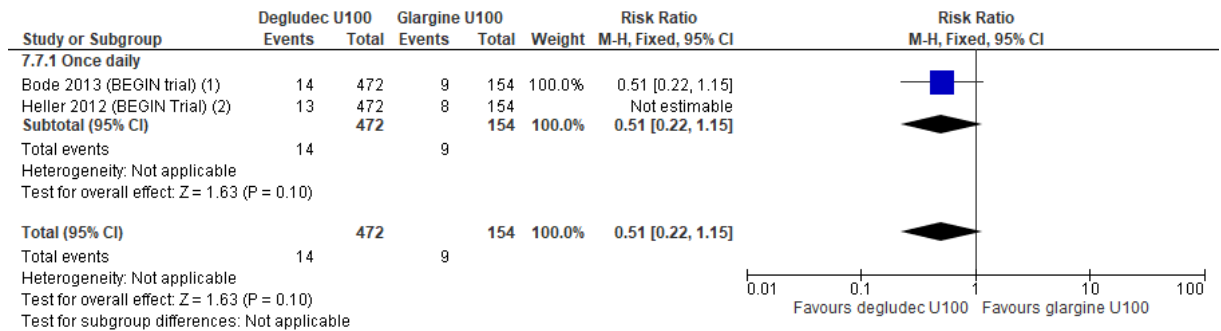 Degludec U100 Glargine U100 Risk Ratio Risk Ratio
Study or Subgroup Events Total Events Total Weight M-H, Fixed, 95% CI M-H, Fixed, 95% CI
7.7.1 Once daily
Bode 2013 (BEGIN trial) (1) 14 472 9 154 100.0% 0.51 [0.22, 1.15]
Heller 2012 (BEGIN Trial) (2) 13 472 8 154 Not estimable
Subtotal (95% CI) 472 154 100.0% 0.51 [0.22, 1.15]
Total events 14 9
Heterogeneity: Not applicable
Test for overall effect: Z = 1.63 (P = 0.10)
Total (95% CI) 472 154 100.0% 0.51 [0.22, 1.15]
Total events 14 9
Heterogeneity: Not applicable
Test for overall effect: Z = 1.63 (P = 0.10)
Test for subgroup differences: Not applicable
0.01 0.1 1 10 100
Favours degludec U100 Favours glargine U100